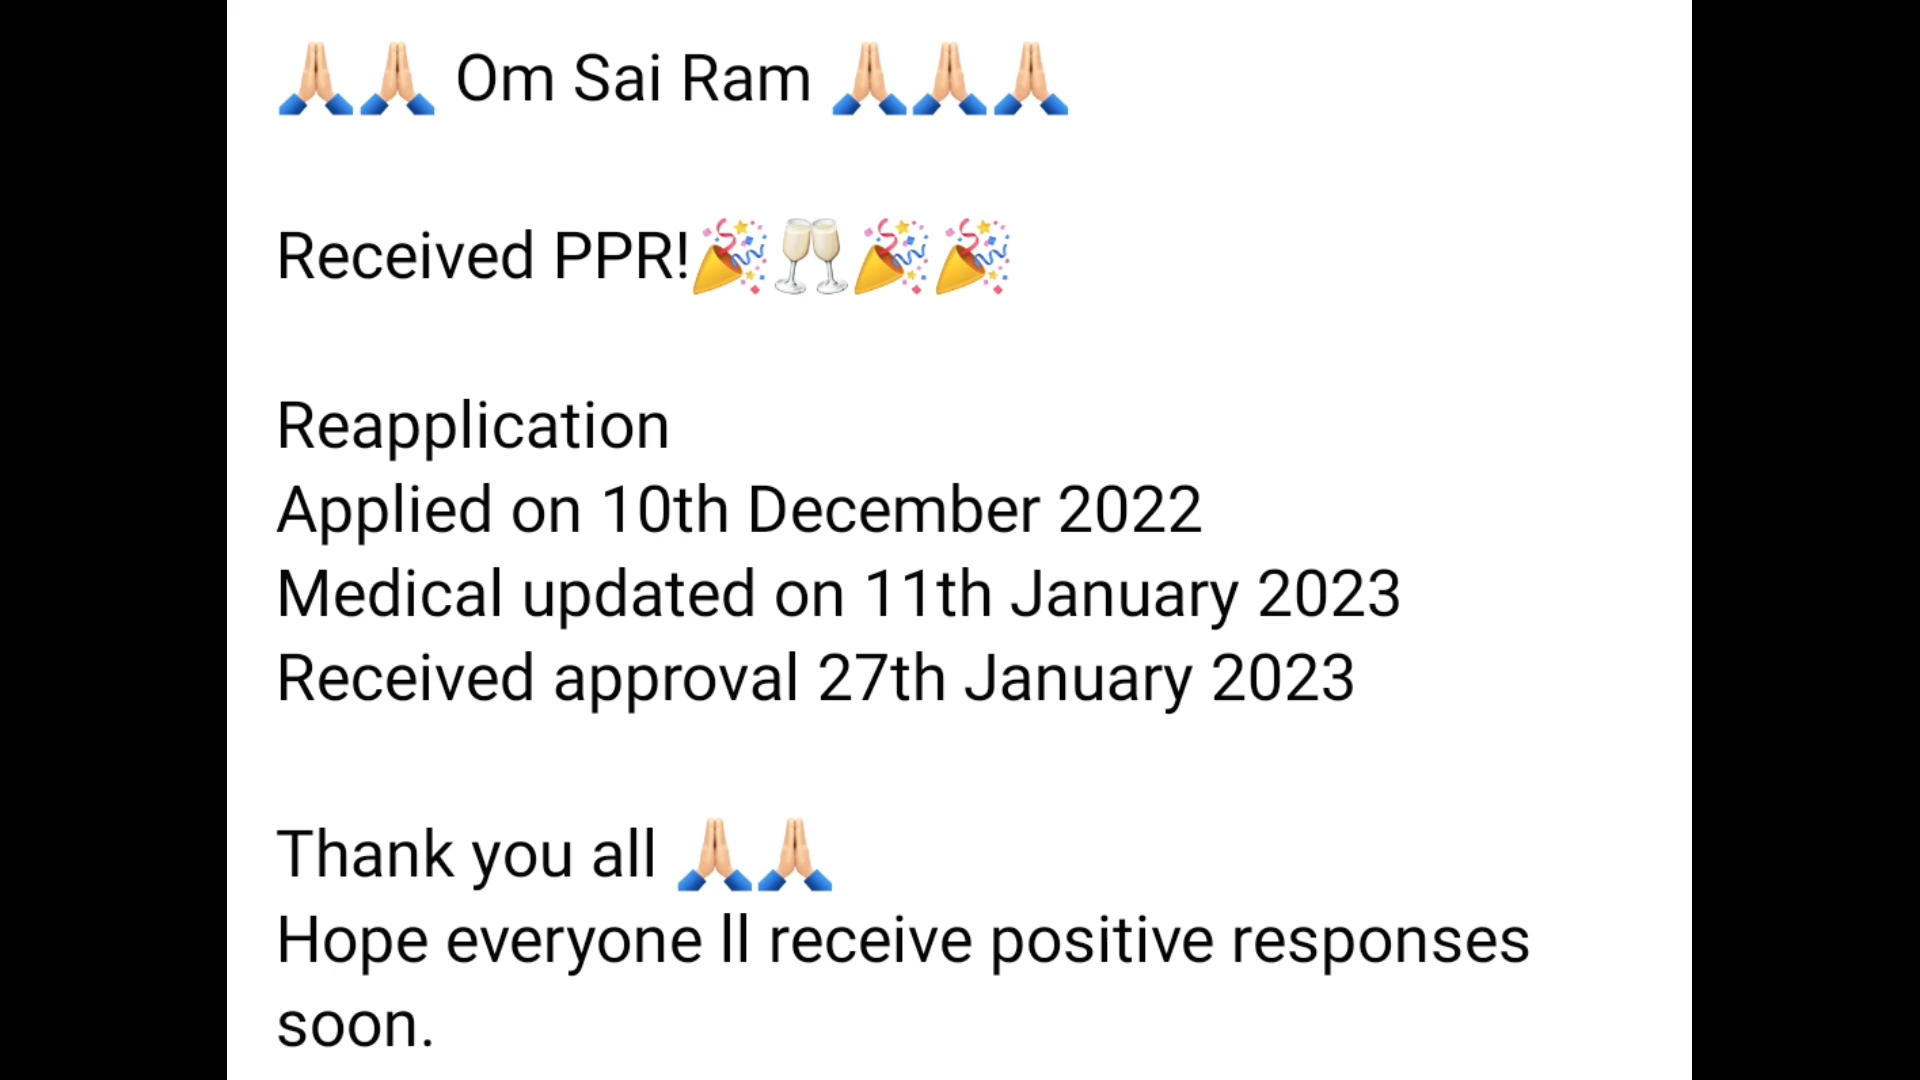 🙏🏻🙏🏻 Om Sai Ram 🙏🏻🙏🏻🙏🏻
Received PPR!🎉🥂🎉🎉
Reapplication
Applied on 10th December 2022
Medical updated on 11th January 2023
Received approval 27th January 2023
Thank you all 🙏🏻🙏🏻
Hope everyone ll receive positive responses
soon.